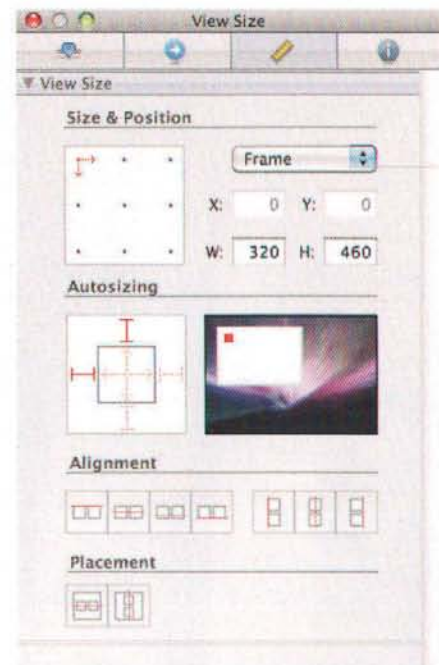 View Size
View Size
Size & Position
Frame
X: 0 Y: 0
W: 320 H: 460
Autosizing
Alignment
Placement